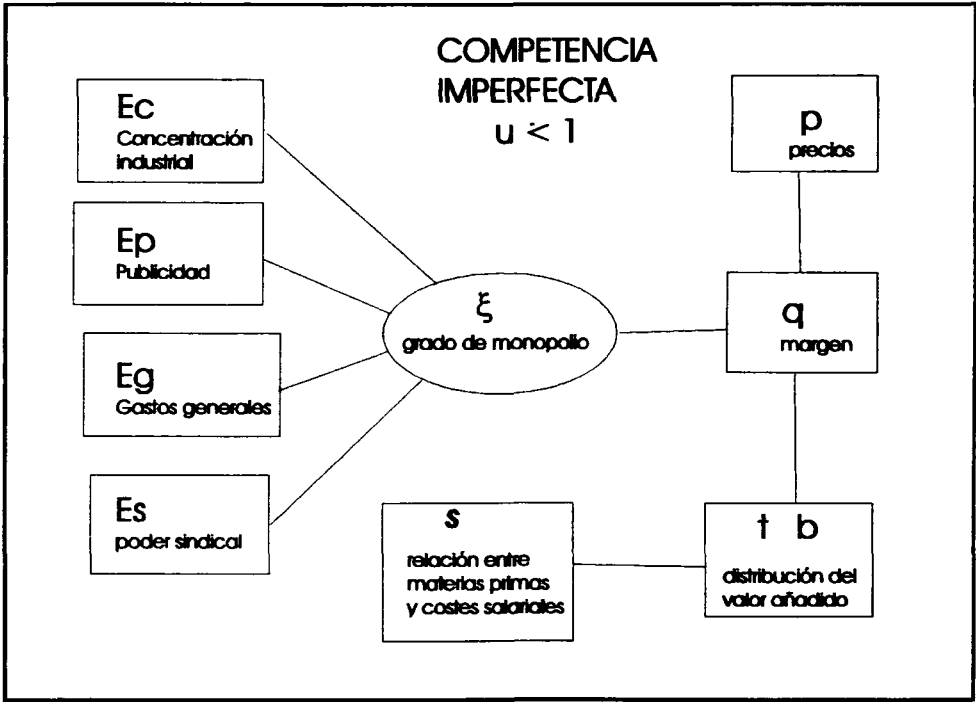 COMPETENCIA
IMPERFECTA
u < 1
Ec
Concentración
industrial
Ep
Publicidad
Eg
Gastos generales
Es
poder sindical
ξ
grado de monopolio
p
precios
q
margen
s
relación entre
materias primas
y costes salariales
t b
distribución del
valor añadido